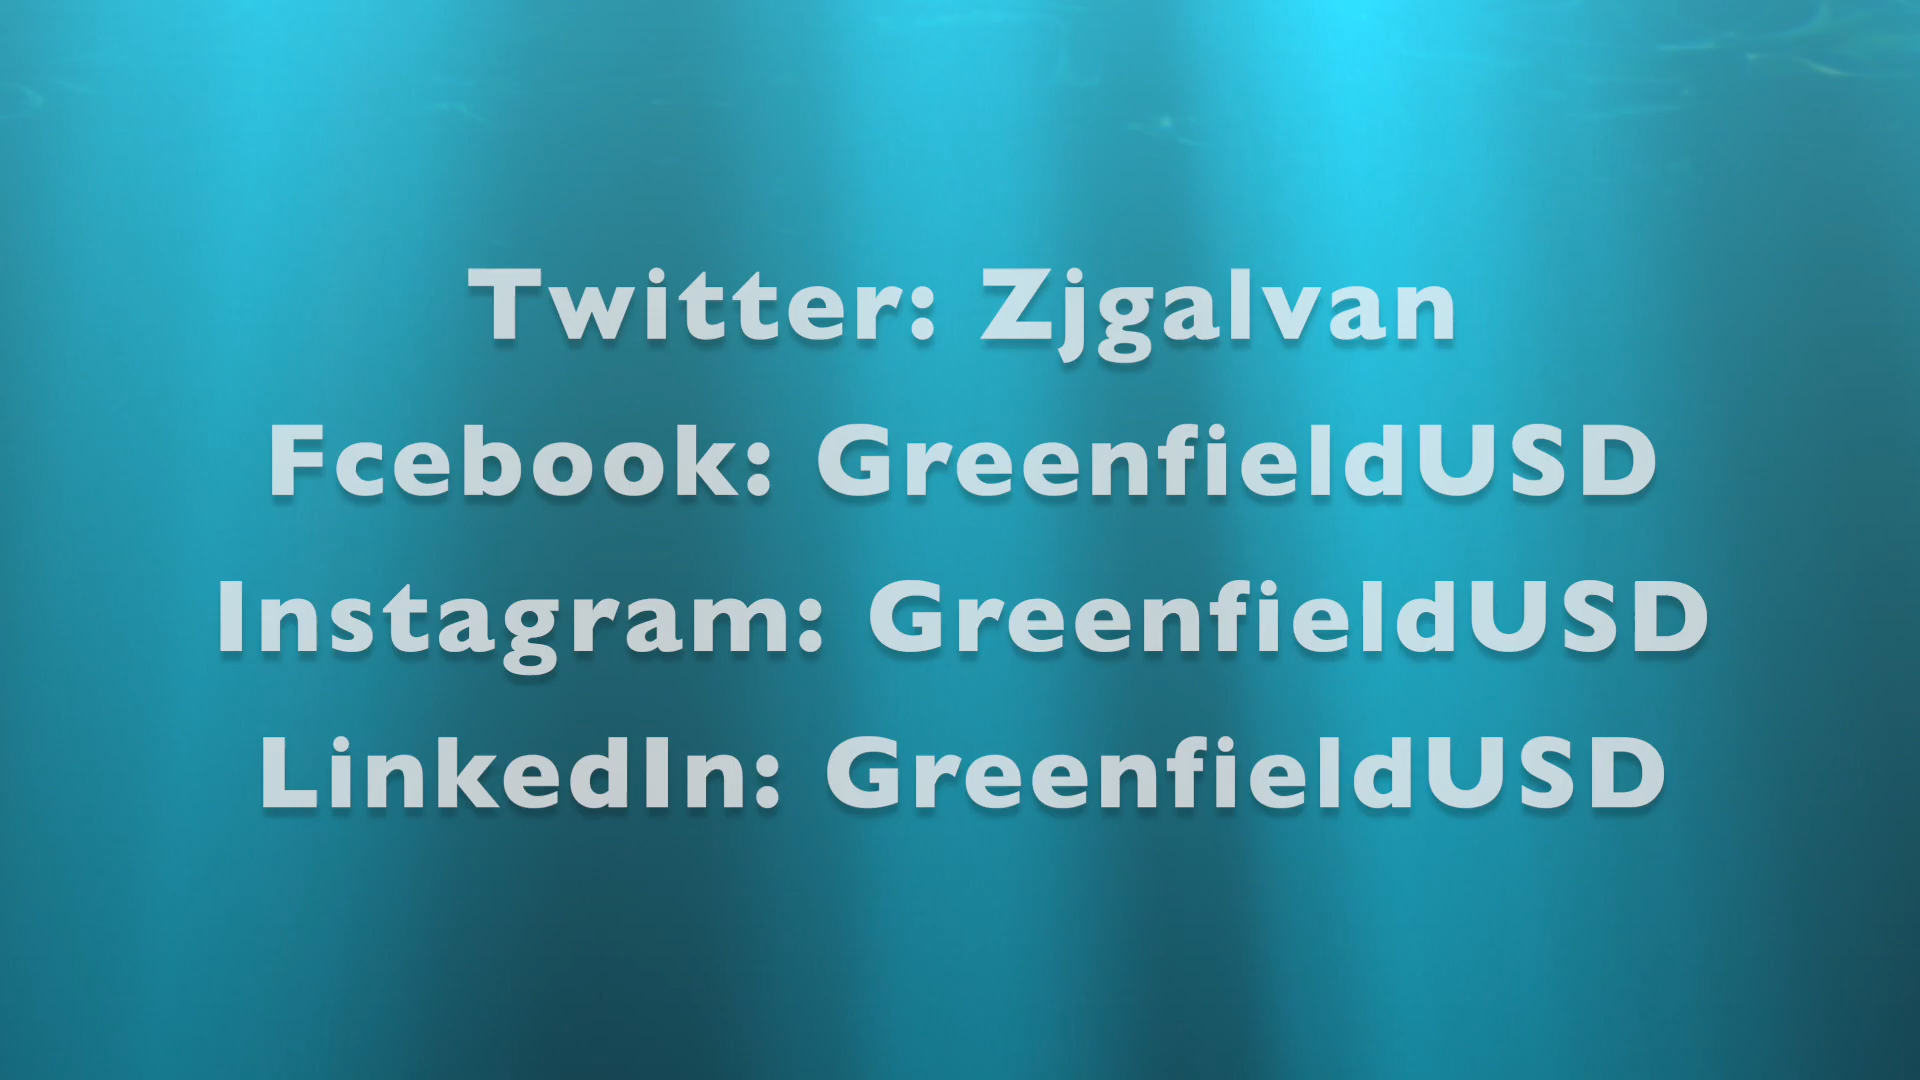 Twitter: Zjgalvan
Fcebook: GreenfieldUSD
Instagram: GreenfieldUSD
LinkedIn: GreenfieldUSD